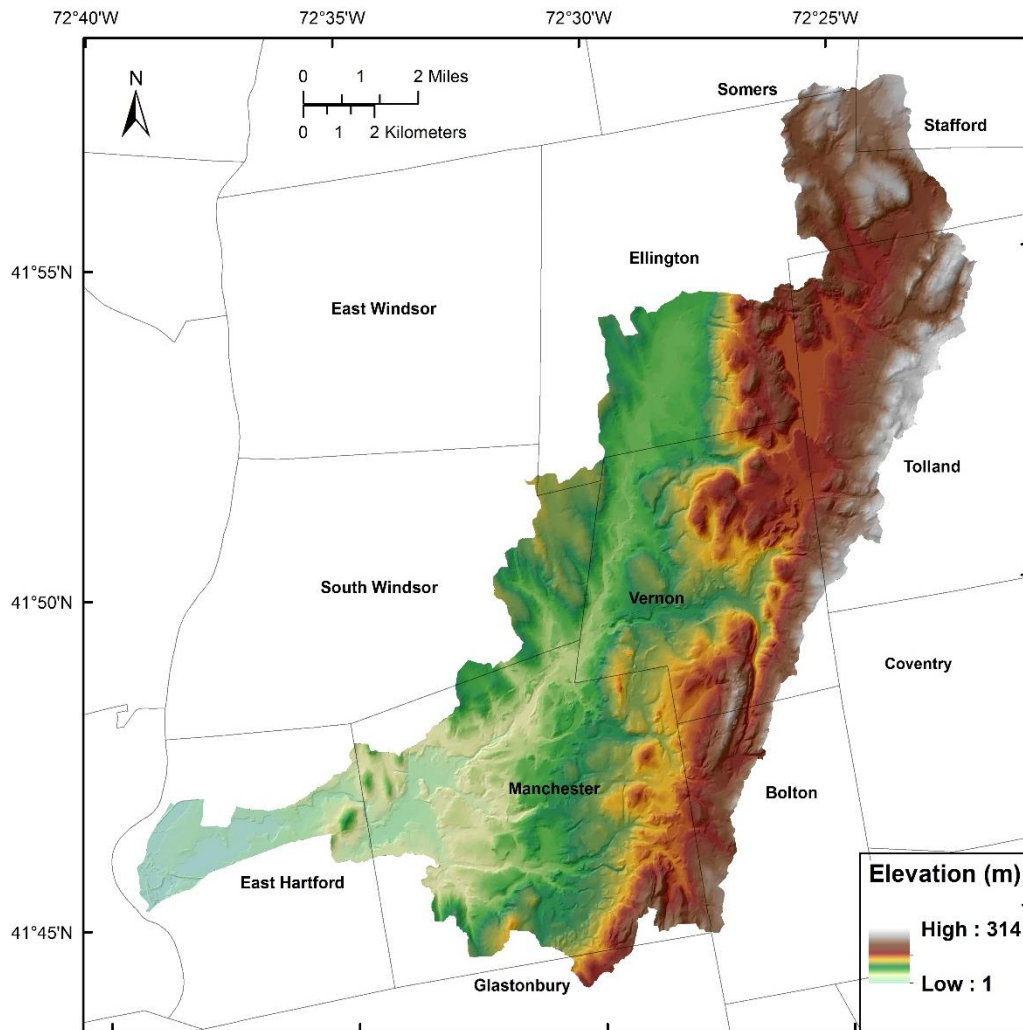 72°40'W 72°35'W 72°30'W 72°25'W
N
0 1 2 Miles
0 1 2 Kilometers
Somers
Stafford
Ellington
41°55'N
East Windsor
Tolland
South Windsor
41°50'N
Vernon
Coventry
Manchester
Bolton
East Hartford
Elevation (m)
High : 314
41°45'N
Low : 1
Glastonbury